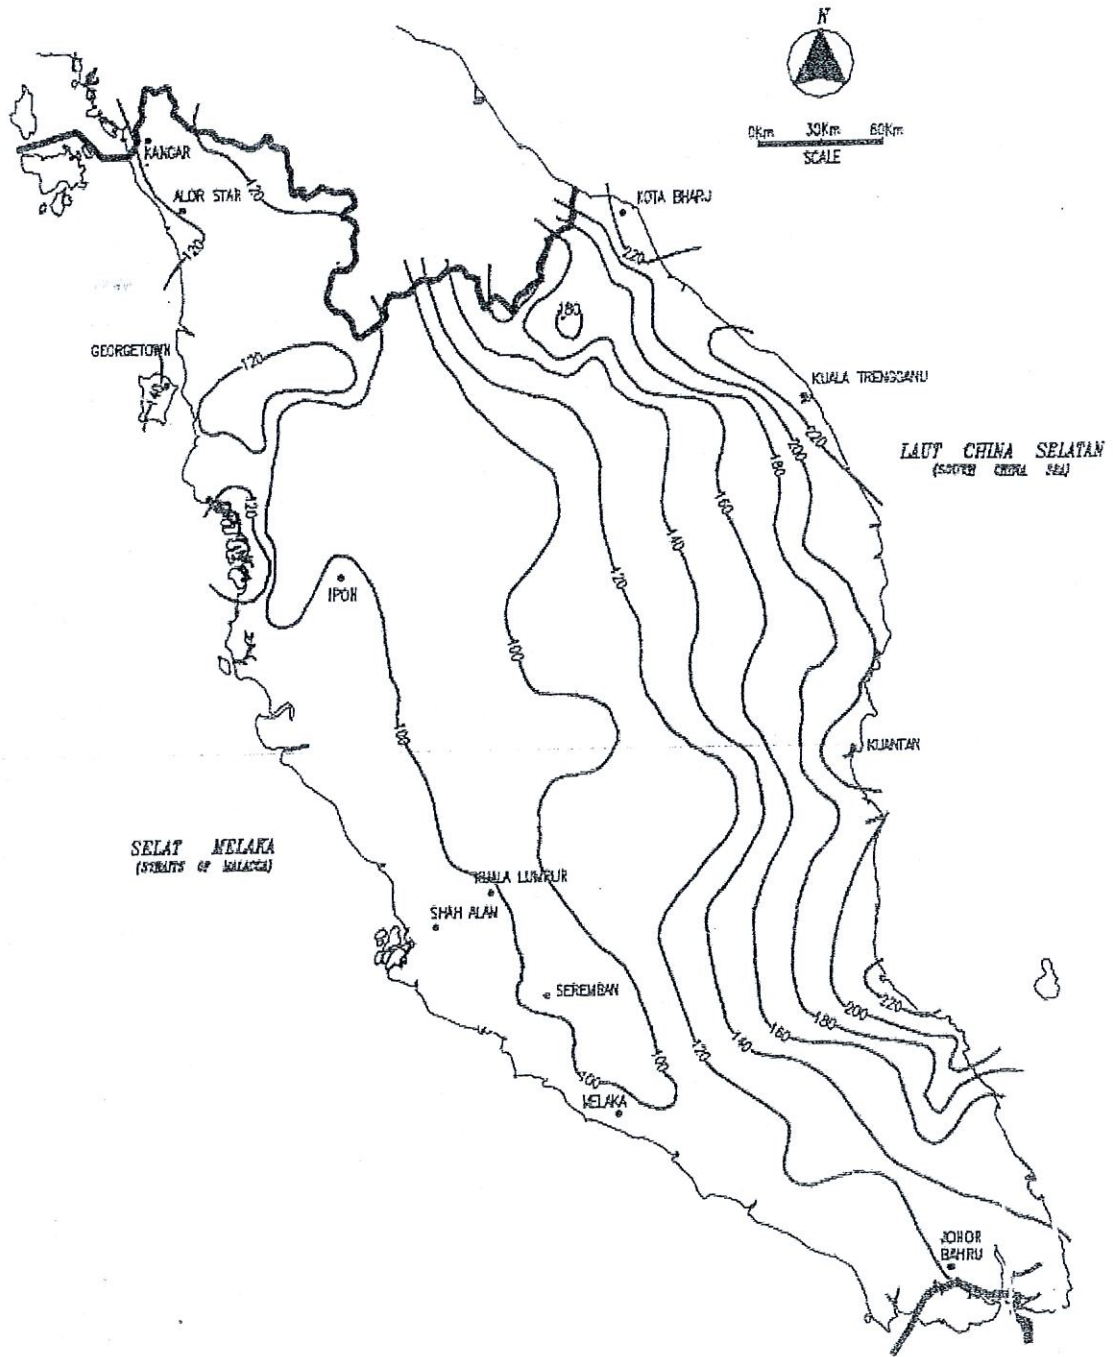 N
0Km 30Km 60Km
SCALE
KANGAR
ALOR STAR
120
120
KOTA BHARU
220
180
GEORGETOWN
140
120
KUALA TRENGGANU
220
200
180
LAUT CHINA SELATAN
(SOUTH CHINA SEA)
160
120
140
120
IPOH
100
100
KUANTAN
SELAT MELAKA
(STRAITS OF MALACCA)
KUALA LUMPUR
SHAH ALAM
SEREMBAN
220
200
180
160
140
120
100
100
MELAKA
JOHOR
BAHRU